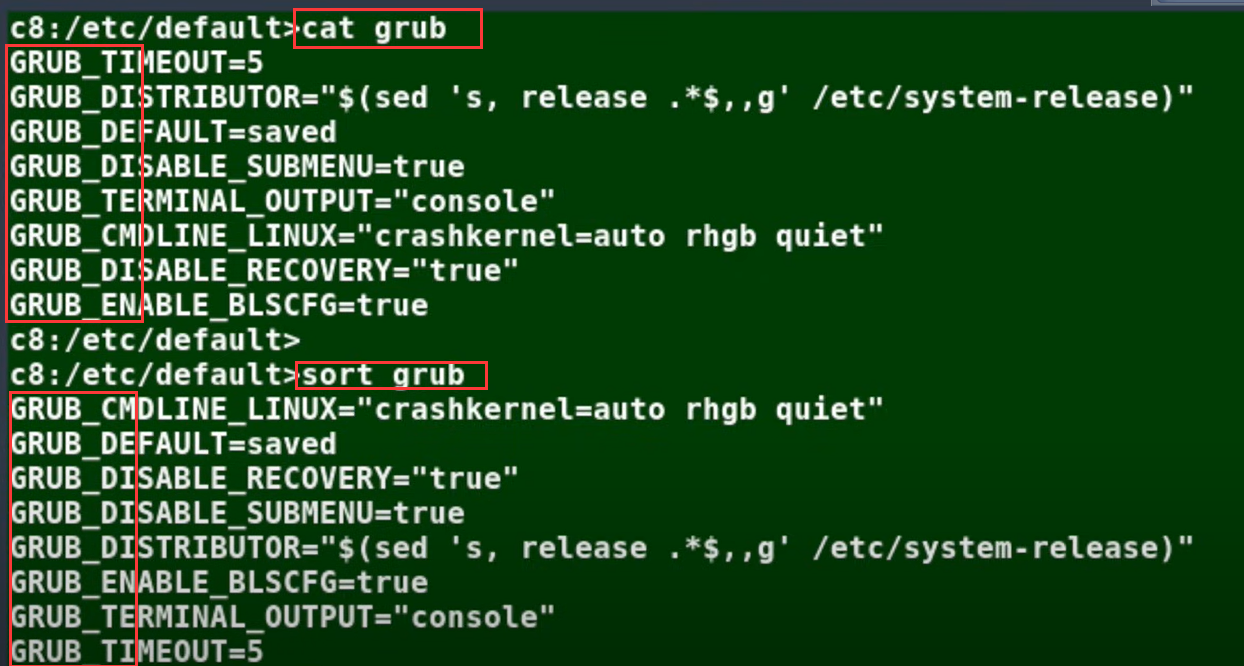 c8:/etc/default>cat grub
GRUB_TIMEOUT=5
GRUB_DISTRIBUTOR="$(sed 's, release .*$,,g' /etc/system-release)"
GRUB_DEFAULT=saved
GRUB_DISABLE_SUBMENU=true
GRUB_TERMINAL_OUTPUT="console"
GRUB_CMDLINE_LINUX="crashkernel=auto rhgb quiet"
GRUB_DISABLE_RECOVERY="true"
GRUB_ENABLE_BLSCFG=true
c8:/etc/default>
c8:/etc/default>sort grub
GRUB_CMDLINE_LINUX="crashkernel=auto rhgb quiet"
GRUB_DEFAULT=saved
GRUB_DISABLE_RECOVERY="true"
GRUB_DISABLE_SUBMENU=true
GRUB_DISTRIBUTOR="$(sed 's, release .*$,,g' /etc/system-release)"
GRUB_ENABLE_BLSCFG=true
GRUB_TERMINAL_OUTPUT="console"
GRUB_TIMEOUT=5